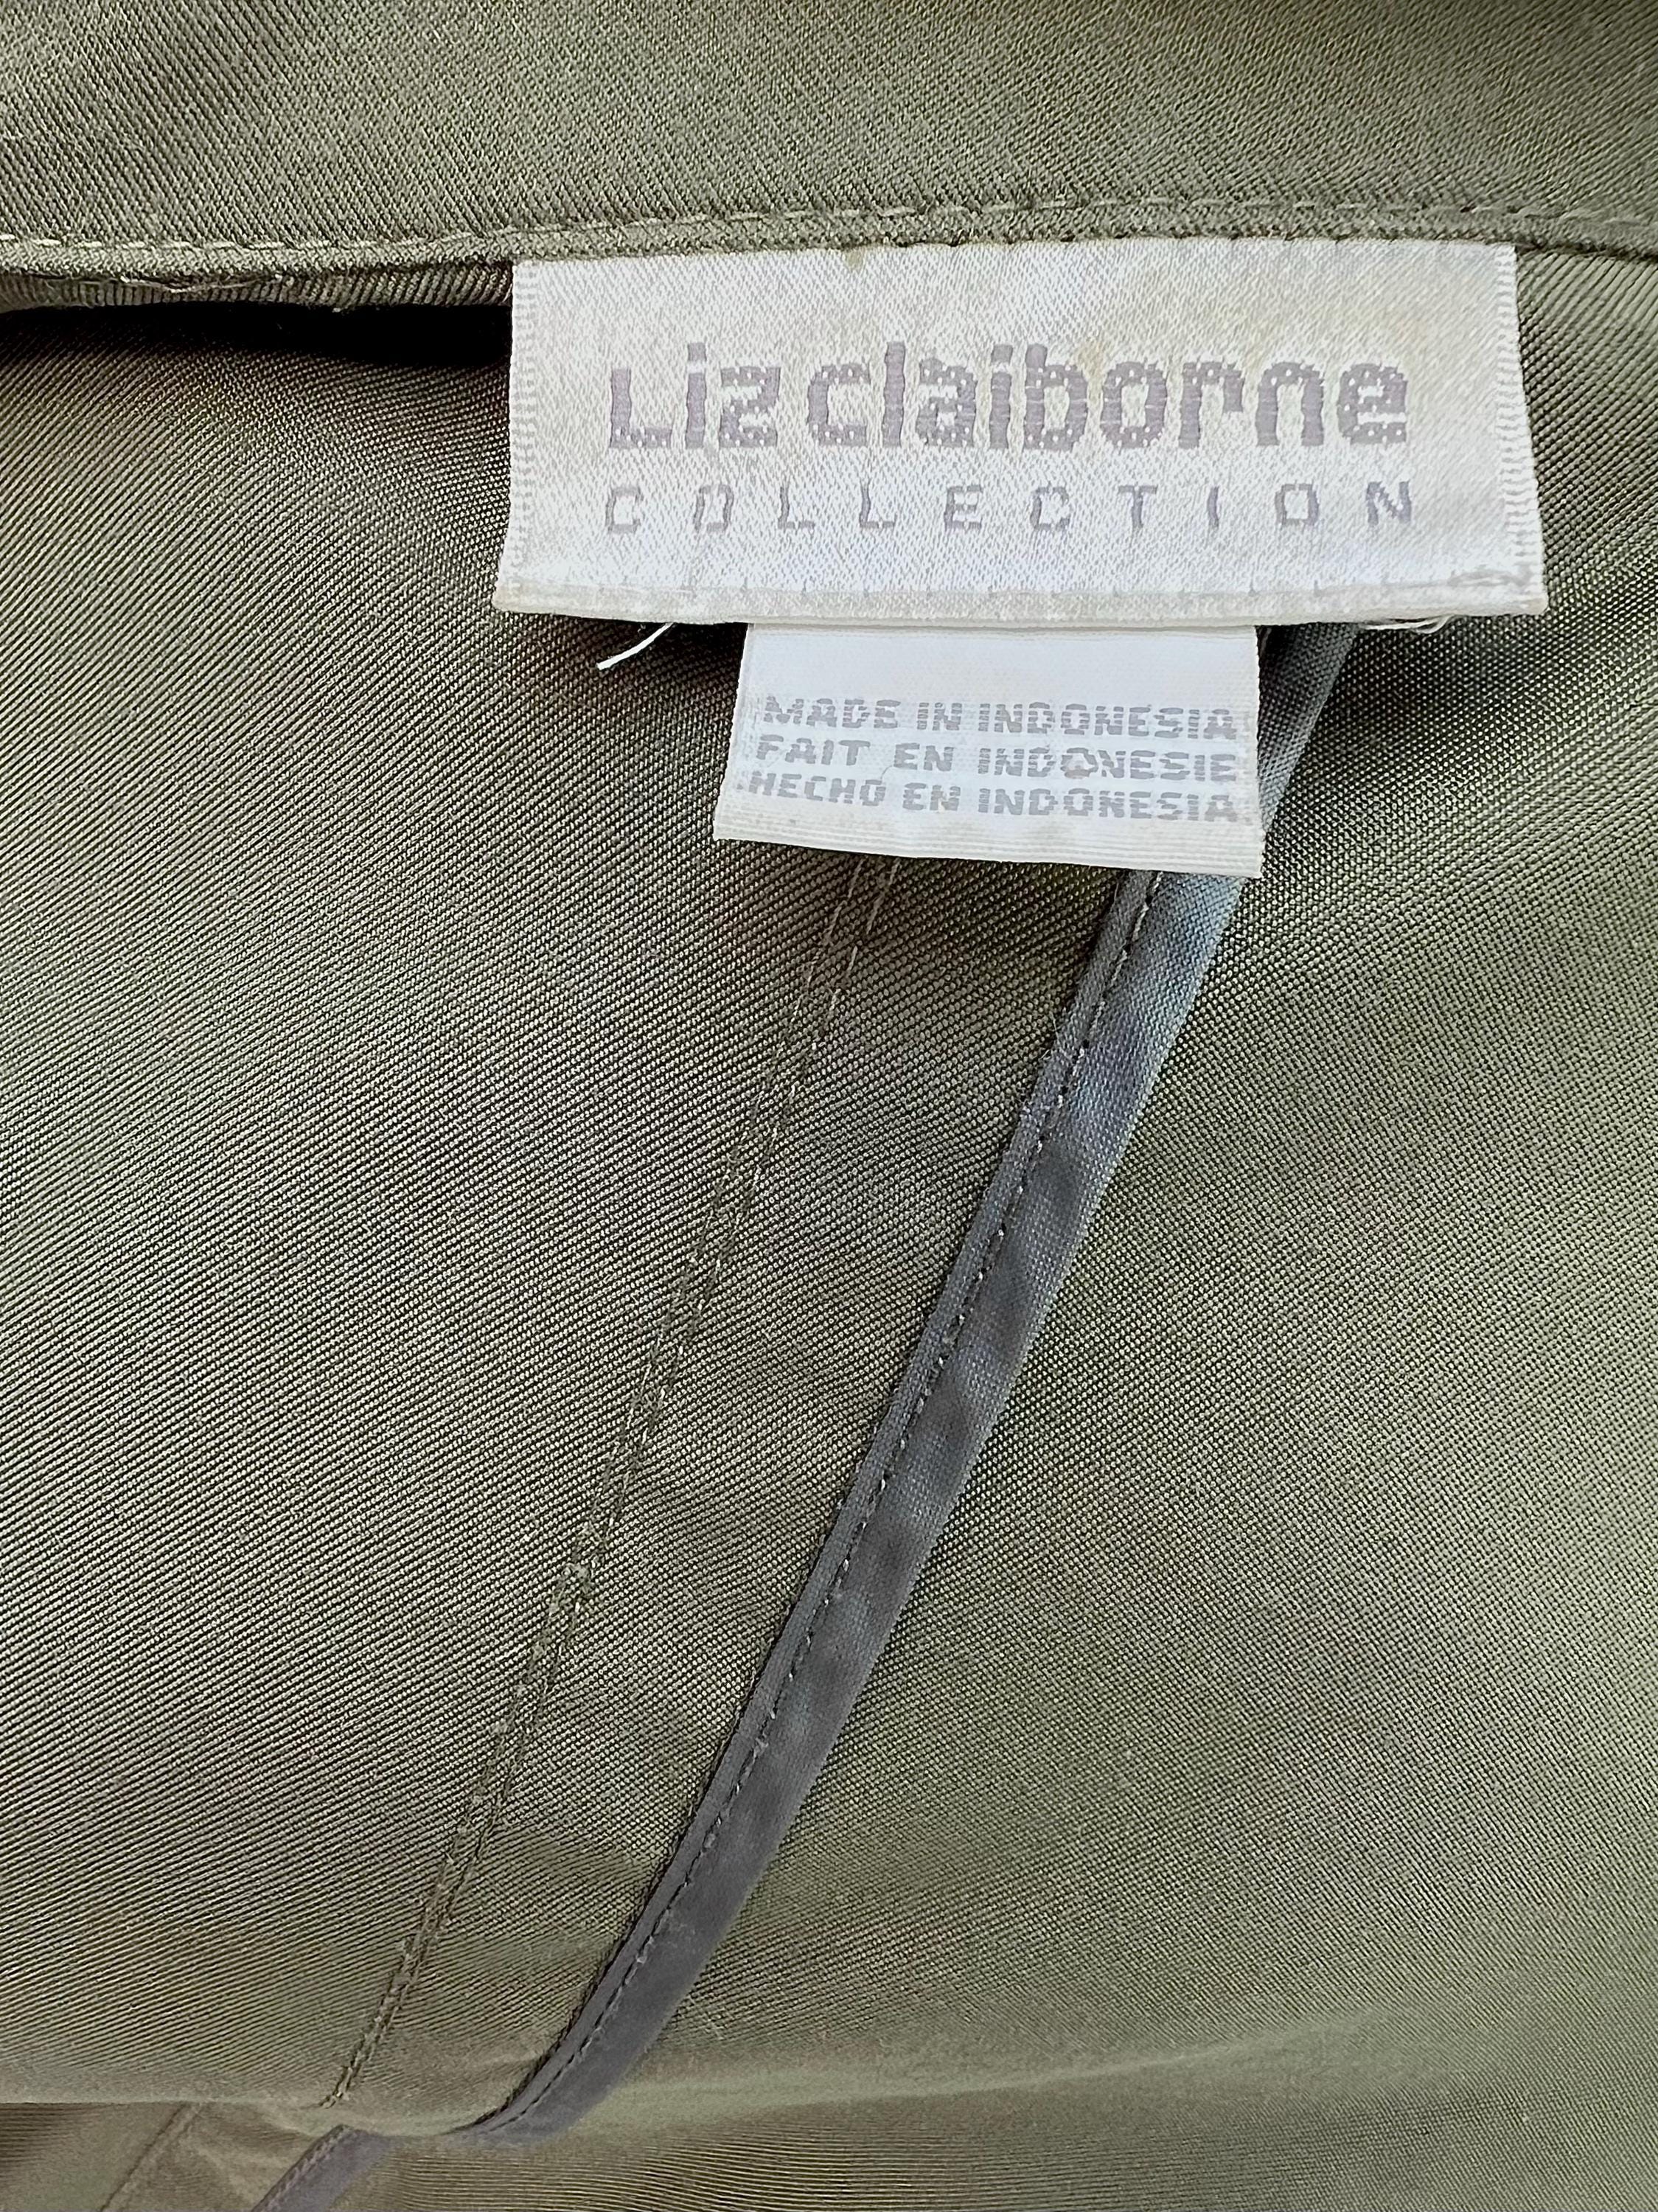 Liz claiborne
COLLECTION
MADE IN INDONESIA
FAIT EN INDONESIE
HECHO EN INDONESIA